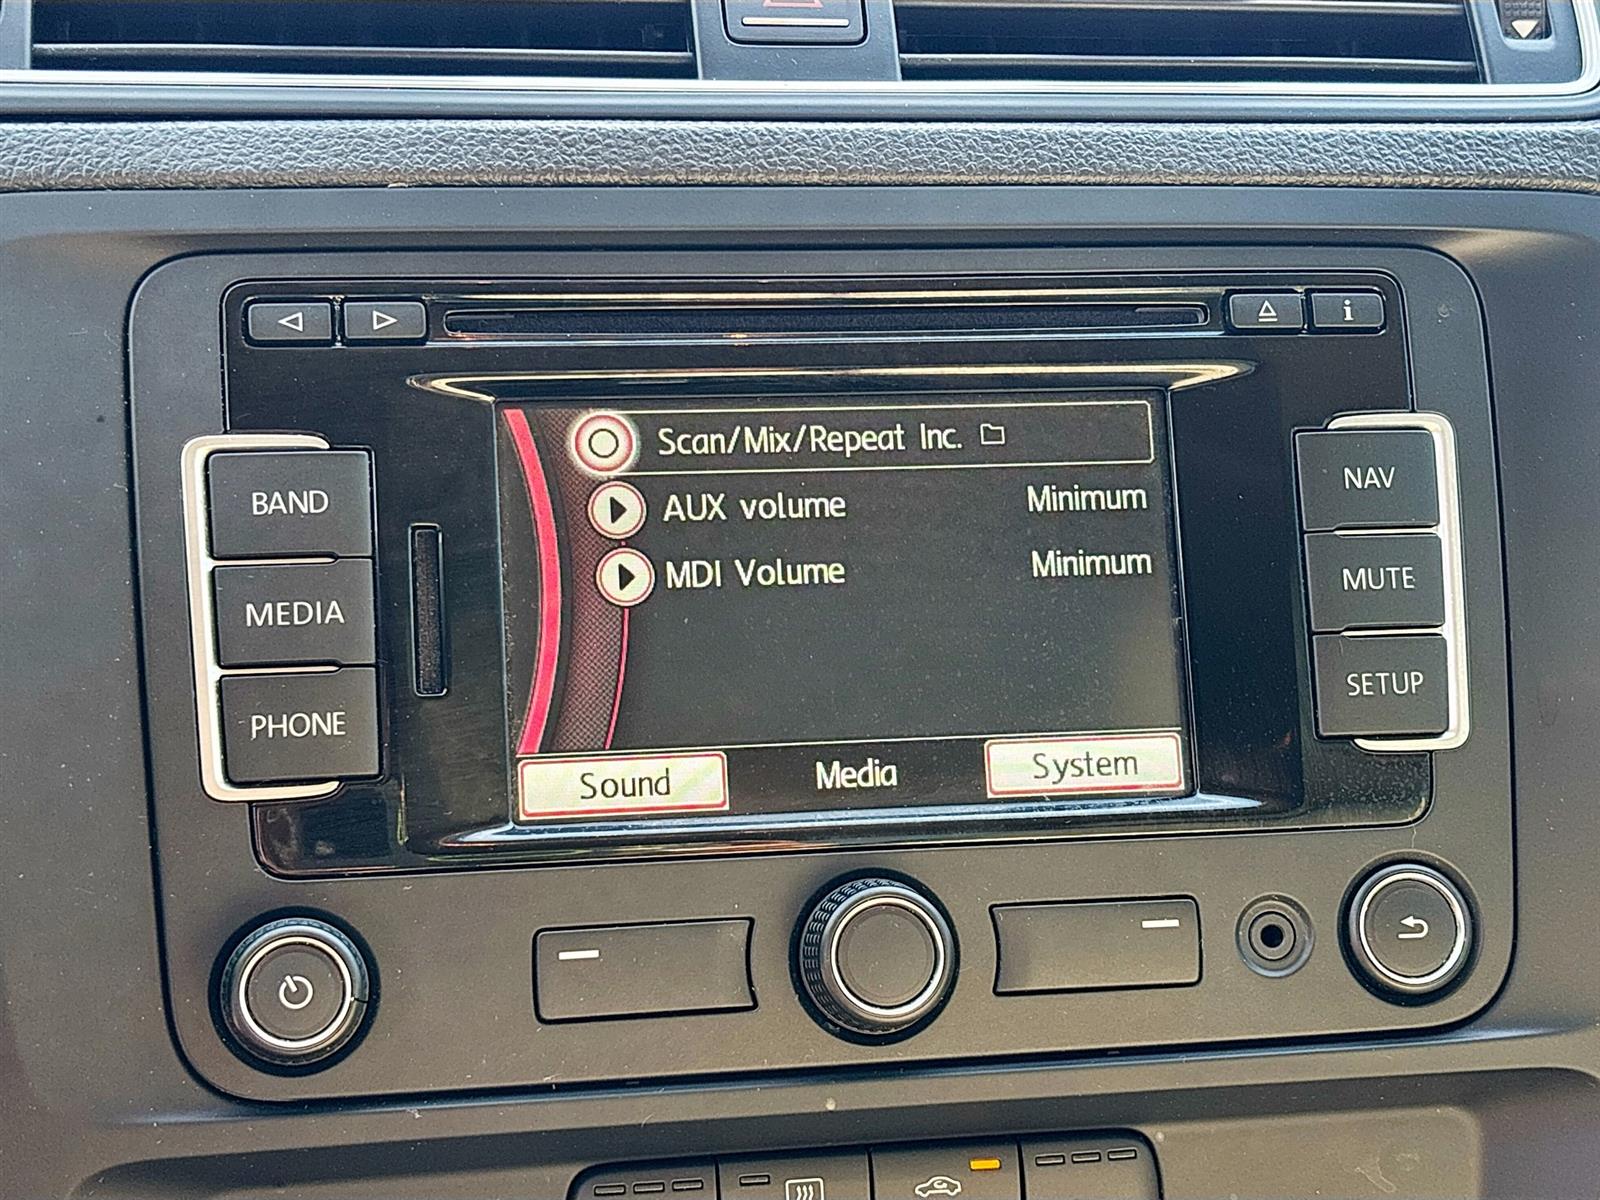 Scan/Mix/Repeat Inc.
AUX volume Minimum
MDI Volume Minimum
Sound Media System
BAND
MEDIA
PHONE
NAV
MUTE
SETUP
i